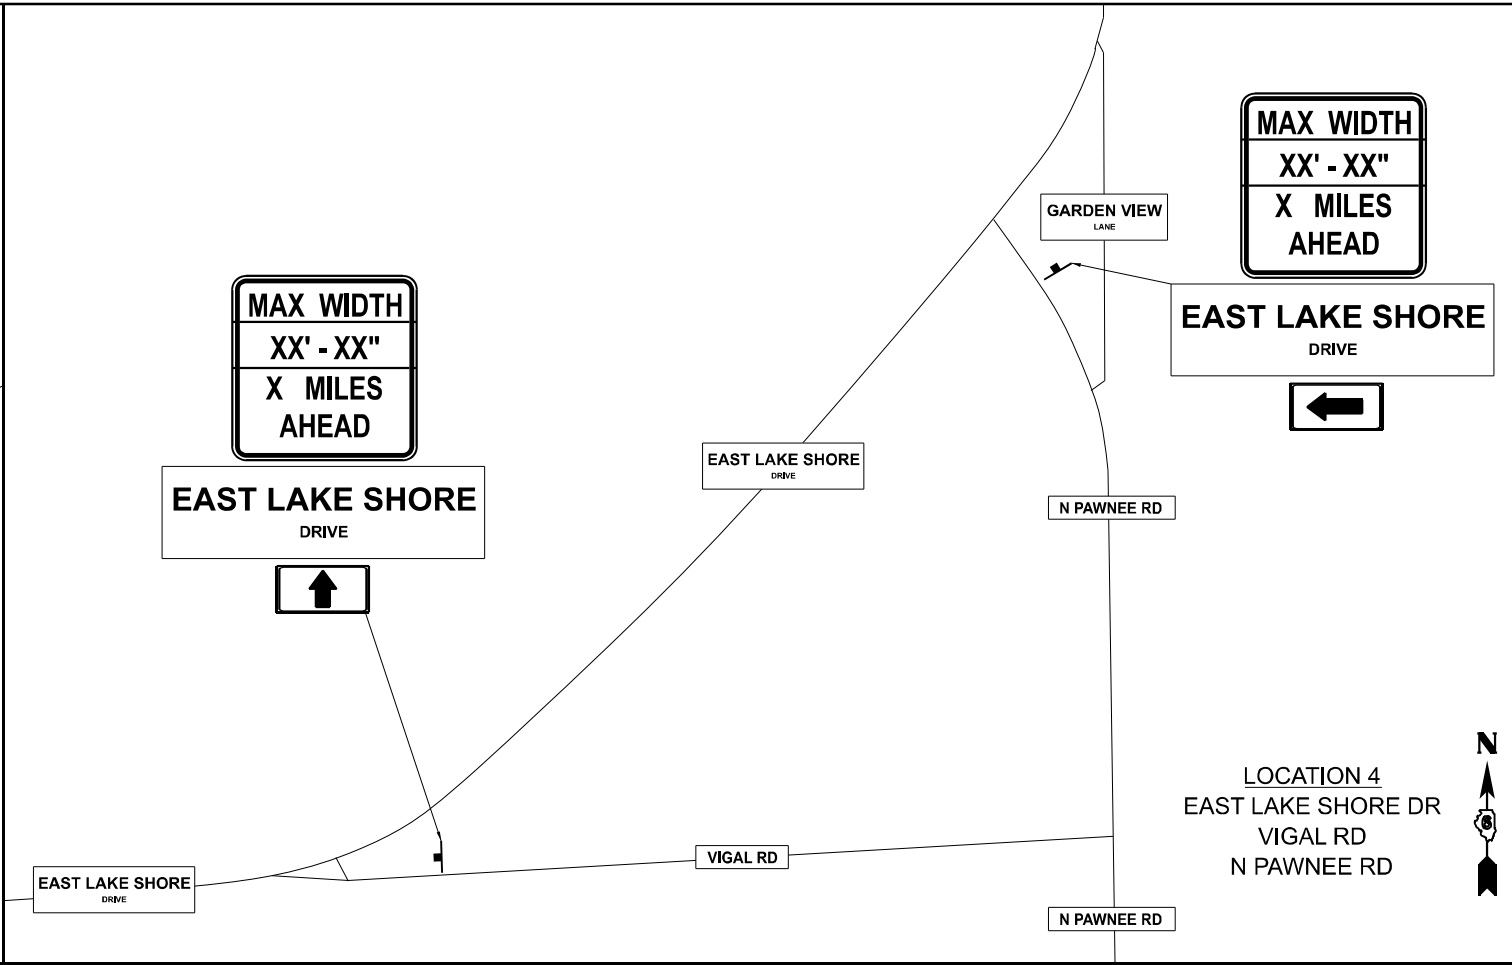 MAX WIDTH
XX' - XX"
X MILES
AHEAD
EAST LAKE SHORE
DRIVE
GARDEN VIEW
LANE
MAX WIDTH
XX' - XX"
X MILES
AHEAD
EAST LAKE SHORE
DRIVE
EAST LAKE SHORE
DRIVE
N PAWNEE RD
VIGAL RD
EAST LAKE SHORE
DRIVE
N PAWNEE RD
LOCATION 4
EAST LAKE SHORE DR
VIGAL RD
N PAWNEE RD
N
6